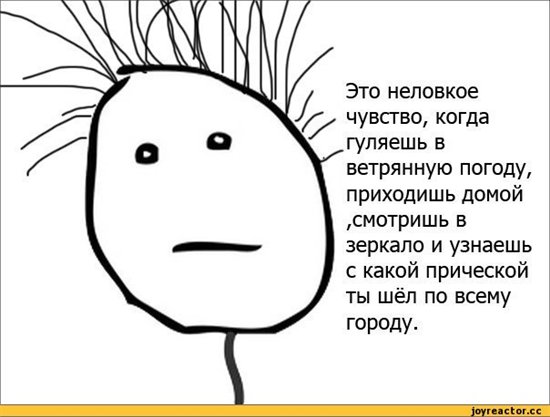 Это неловкое
чувство, когда
гуляешь в
ветрянную погоду,
приходишь домой
,смотришь в
зеркало и узнаешь
с какой прической
ты шёл по всему
городу.
joyreactor.cc